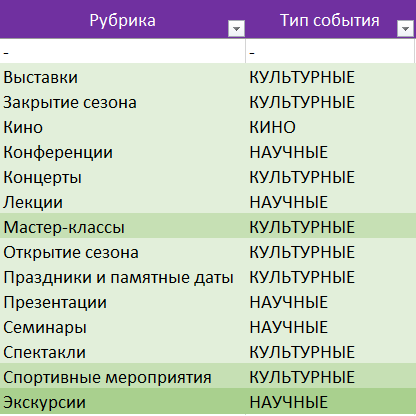 Рубрика Тип события
- -
Выставки КУЛЬТУРНЫЕ
Закрытие сезона КУЛЬТУРНЫЕ
Кино КИНО
Конференции НАУЧНЫЕ
Концерты КУЛЬТУРНЫЕ
Лекции НАУЧНЫЕ
Мастер-классы КУЛЬТУРНЫЕ
Открытие сезона КУЛЬТУРНЫЕ
Праздники и памятные даты КУЛЬТУРНЫЕ
Презентации НАУЧНЫЕ
Семинары НАУЧНЫЕ
Спектакли КУЛЬТУРНЫЕ
Спортивные мероприятия КУЛЬТУРНЫЕ
Экскурсии НАУЧНЫЕ